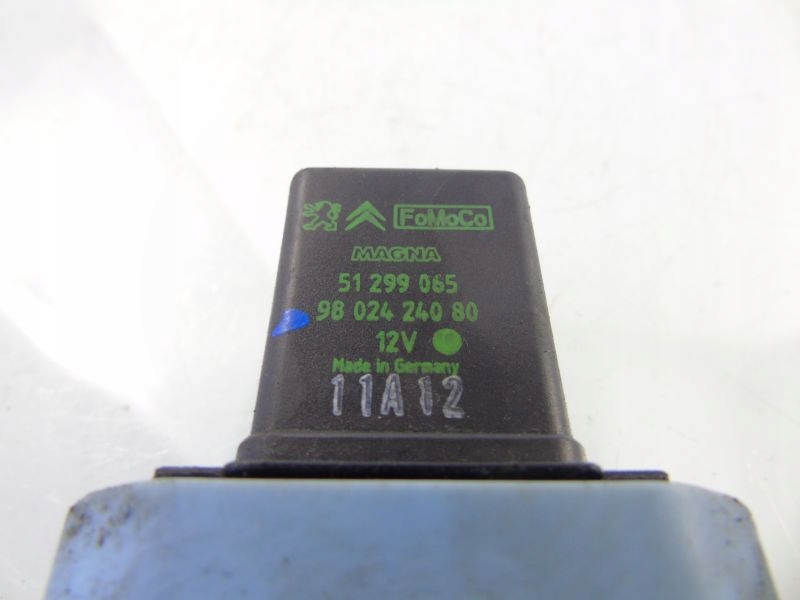 FoMoCo
MAGNA
51 299 065
98 024 240 80
12V
Made in Germany
11A12